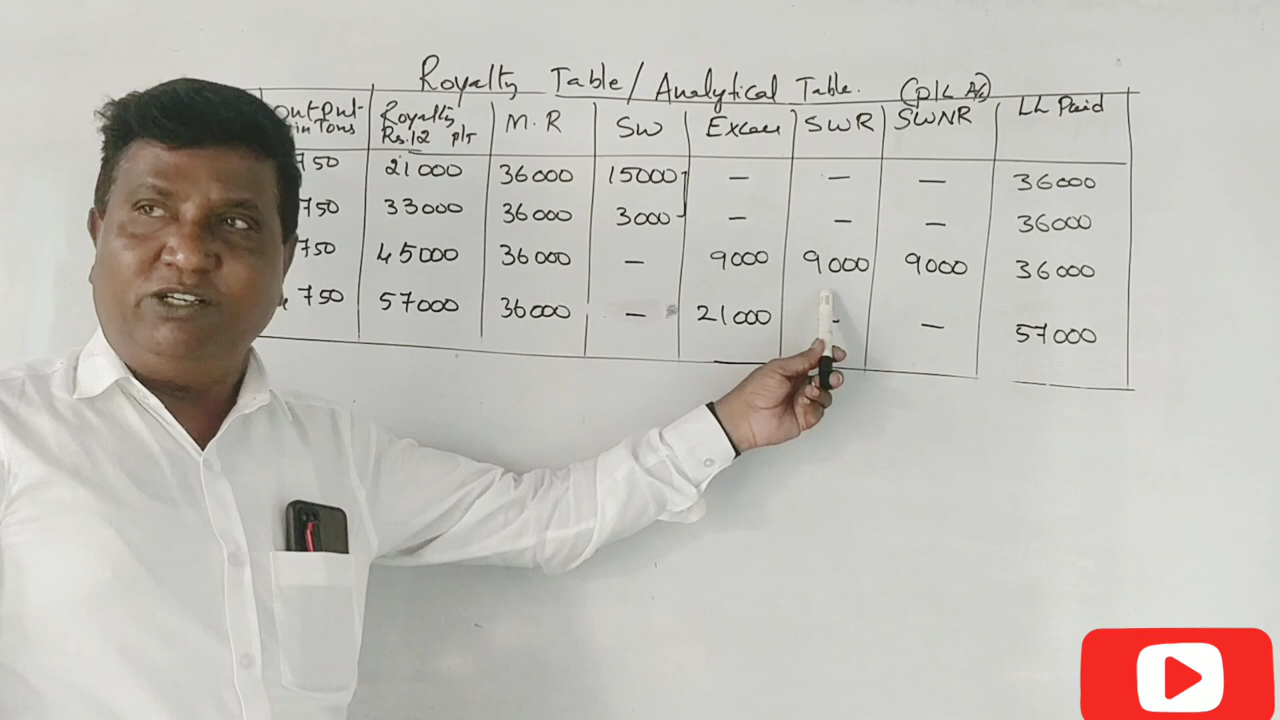 Royalty Table / Analytical Table. (P/L A/c)
output in Tons Royalty Rs.12 p/T M.R SW Excess SWR SWNR LL Paid
750 21000 36000 15000 – – – 36000
750 33000 36000 3000 – – – 36000
750 45000 36000 – 9000 9000 9000 36000
750 57000 36000 – 21000 - – 57000